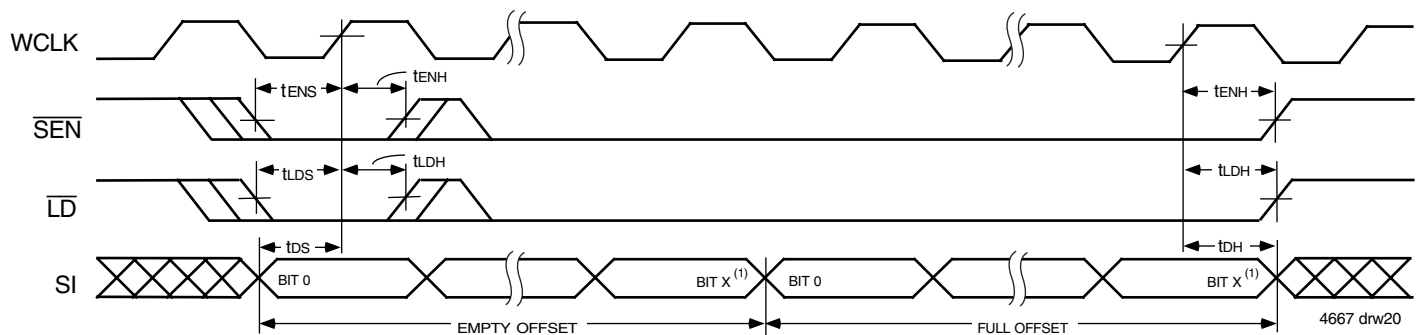 WCLK
tENS
tENH
tENH
SEN
tLDS
tLDH
tLDH
LD
tDS
tDH
SI
BIT 0
BIT X (1)
BIT 0
BIT X (1)
EMPTY OFFSET
FULL OFFSET
4667 drw20